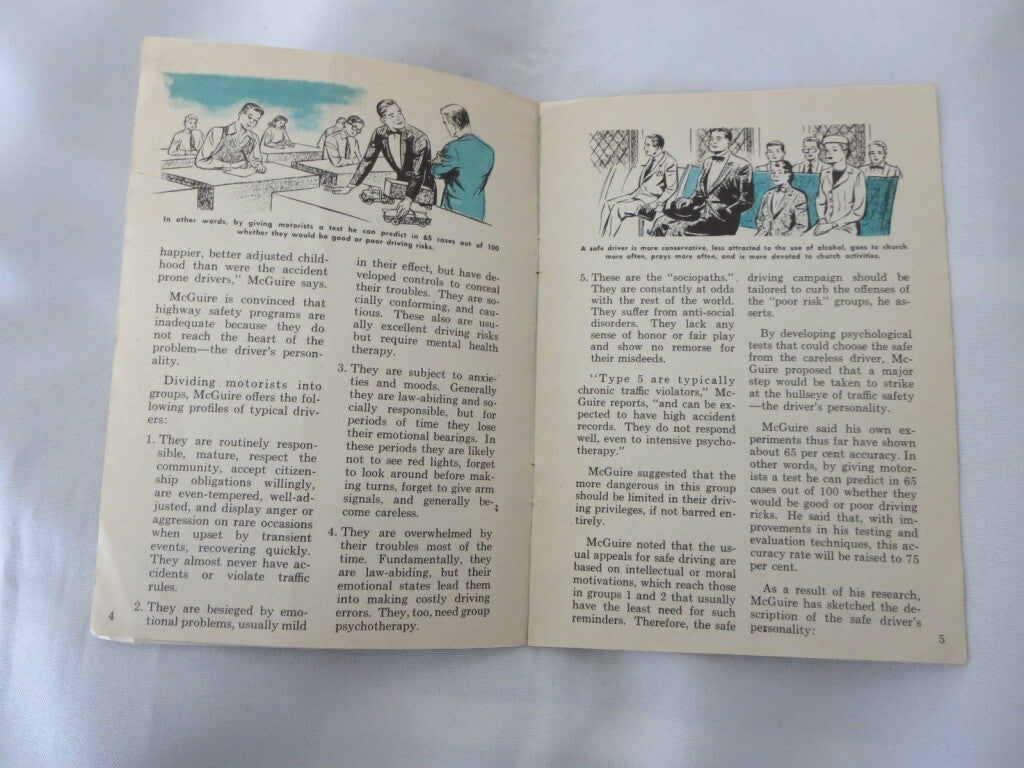 In other words, by giving motorists a test he can predict in 65 cases out of 100
whether they would be good or poor driving risks.
happier, better adjusted child-
hood than were the accident
prone drivers," McGuire says.
McGuire is convinced that
highway safety programs are
inadequate because they do
not reach the heart of the
problem—the driver's person-
ality.
Dividing motorists into
groups, McGuire offers the fol-
lowing profiles of typical driv-
ers:
1. They are routinely respon-
sible, mature, respect the
community, accept citizen-
ship obligations willingly,
are even-tempered, well-ad-
justed, and display anger or
aggression on rare occasions
when upset by transient
events, recovering quickly.
They almost never have ac-
cidents or violate traffic
rules.
2. They are besieged by emo-
tional problems, usually mild
4
in their effect, but have de-
veloped controls to conceal
their troubles. They are so-
cially conforming, and cau-
tious. These also are usu-
ally excellent driving risks
but require mental health
therapy.
3. They are subject to anxie-
ties and moods. Generally
they are law-abiding and so-
cially responsible, but for
periods of time they lose
their emotional bearings. In
these periods they are likely
not to see red lights, forget
to look around before mak-
ing turns, forget to give arm
signals, and generally be-
come careless.
4. They are overwhelmed by
their troubles most of the
time. Fundamentally, they
are law-abiding, but their
emotional states lead them
into making costly driving
errors. They, too, need group
psychotherapy.
A safe driver is more conservative, less attracted to the use of alcohol, goes to church
more often, prays more often, and is more devoted to church activities.
5. These are the "sociopaths."
They are constantly at odds
with the rest of the world.
They suffer from anti-social
disorders. They lack any
sense of honor or fair play
and show no remorse for
their misdeeds.
"Type 5 are typically
chronic traffic violators," Mc-
Guire reports, "and can be ex-
pected to have high accident
records. They do not respond
well, even to intensive psycho-
therapy."
McGuire suggested that the
more dangerous in this group
should be limited in their driv-
ing privileges, if not barred en-
tirely.
McGuire noted that the us-
ual appeals for safe driving are
based on intellectual or moral
motivations, which reach those
in groups 1 and 2 that usually
have the least need for such
reminders. Therefore, the safe
driving campaign should be
tailored to curb the offenses of
the "poor risk" groups, he as-
serts.
By developing psychological
tests that could choose the safe
from the careless driver, Mc-
Guire proposed that a major
step would be taken to strike
at the bullseye of traffic safety
—the driver's personality.
McGuire said his own ex-
periments thus far have shown
about 65 per cent accuracy. In
other words, by giving motor-
ists a test he can predict in 65
cases out of 100 whether they
would be good or poor driving
ricks. He said that, with im-
provements in his testing and
evaluation techniques, this ac-
curacy rate will be raised to 75
per cent.
As a result of his research,
McGuire has sketched the de-
scription of the safe driver's
personality:
5